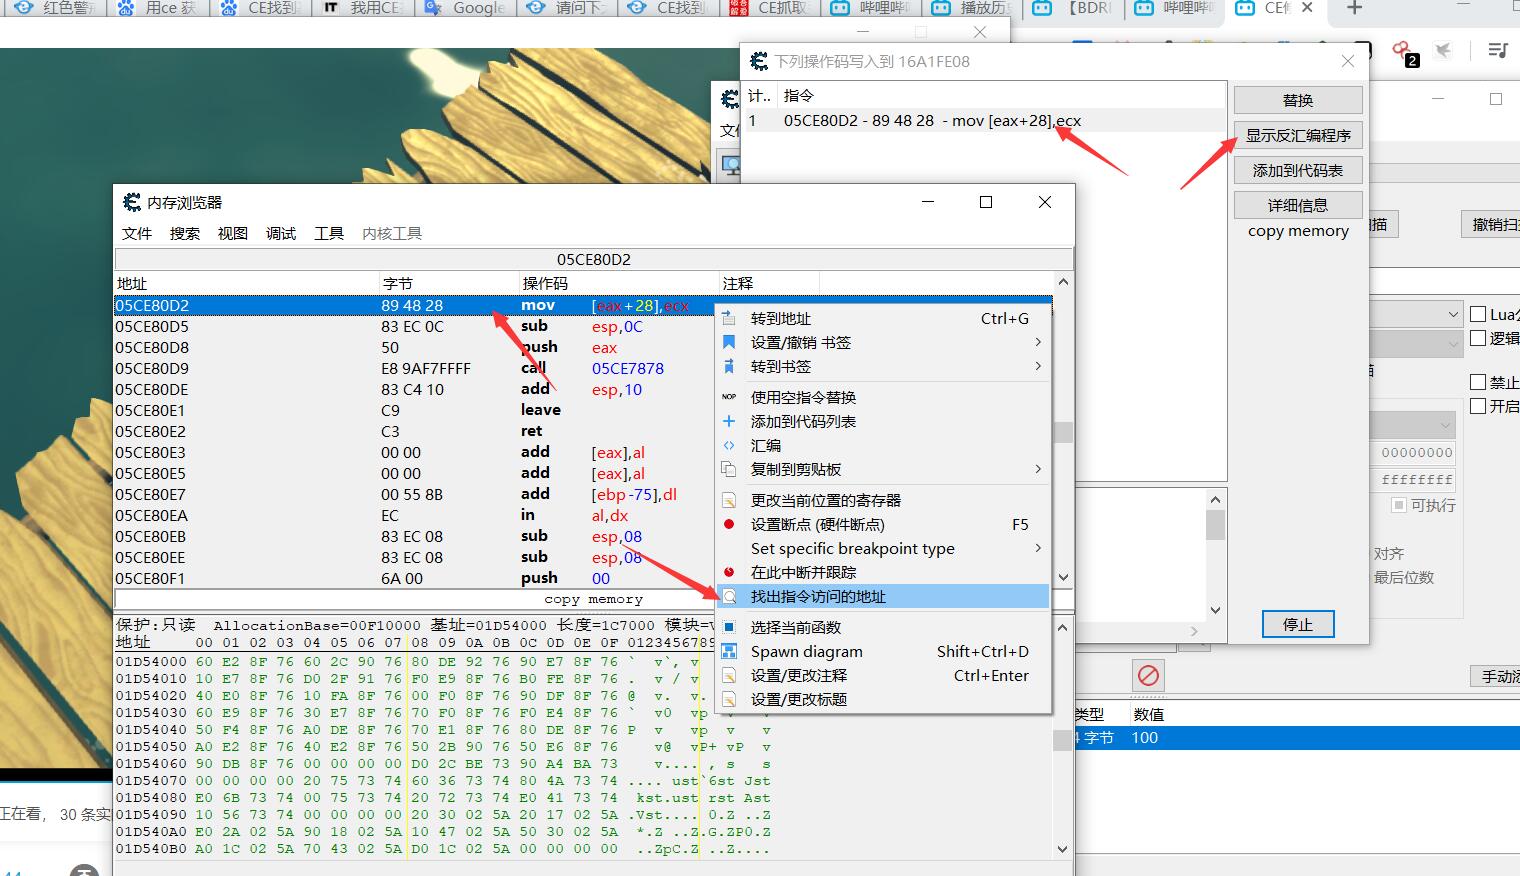 红色警
用ce 获
CE找到
我用CE
Google
请问下
CE找到
CE抓取
哔哩哔
播放历
【BDR
哔哩哔哩
CE修
2
下列操作码写入到 16A1FE08
计.. 指令
1 05CE80D2 - 89 48 28 - mov [eax+28],ecx
替换
显示反汇编程序
添加到代码表
详细信息
copy memory
停止
内存浏览器
文件 搜索 视图 调试 工具 内核工具
05CE80D2
地址 字节 操作码 注释
05CE80D2 89 48 28 mov [eax+28],ecx
05CE80D5 83 EC 0C sub esp,0C
05CE80D8 50 push eax
05CE80D9 E8 9AF7FFFF call 05CE7878
05CE80DE 83 C4 10 add esp,10
05CE80E1 C9 leave
05CE80E2 C3 ret
05CE80E3 00 00 add [eax],al
05CE80E5 00 00 add [eax],al
05CE80E7 00 55 8B add [ebp-75],dl
05CE80EA EC in al,dx
05CE80EB 83 EC 08 sub esp,08
05CE80EE 83 EC 08 sub esp,08
05CE80F1 6A 00 push 00
copy memory
转到地址 Ctrl+G
设置/撤销 书签
转到书签
NOP 使用空指令替换
添加到代码列表
汇编
复制到剪贴板
更改当前位置的寄存器
设置断点 (硬件断点) F5
Set specific breakpoint type
在此中断并跟踪
找出指令访问的地址
选择当前函数
Spawn diagram Shift+Ctrl+D
设置/更改注释 Ctrl+Enter
设置/更改标题
保护:只读 AllocationBase=00F10000 基址=01D54000 长度=1C7000 模块=
地址 00 01 02 03 04 05 06 07 08 09 0A 0B 0C 0D 0E 0F 0123456789
01D54000 60 E2 8F 76 60 2C 90 76 80 DE 92 76 90 E7 8F 76 ` v`, v
01D54010 10 E7 8F 76 D0 2F 91 76 F0 E9 8F 76 B0 FE 8F 76 . v / v
01D54020 40 E0 8F 76 10 FA 8F 76 00 F0 8F 76 90 DF 8F 76 @ v. v.
01D54030 60 E9 8F 76 30 E7 8F 76 70 F0 8F 76 F0 E4 8F 76 ` v0 vp v v
01D54040 50 F4 8F 76 A0 DE 8F 76 70 E1 8F 76 80 DE 8F 76 P v vp v v
01D54050 A0 E2 8F 76 40 E2 8F 76 50 2B 90 76 50 E6 8F 76 v@ vP+ vP v
01D54060 90 DB 8F 76 00 00 00 00 D0 2C BE 73 90 A4 BA 73 v...., s s
01D54070 00 00 00 00 20 75 73 74 60 36 73 74 80 4A 73 74 .... ust`6st Jst
01D54080 E0 6B 73 74 00 75 73 74 20 72 73 74 E0 41 73 74 kst.ust rst Ast
01D54090 10 56 73 74 00 00 00 00 20 30 02 5A 20 17 02 5A .Vst.... 0.Z ..Z
01D540A0 E0 2A 02 5A 90 18 02 5A 10 47 02 5A 50 30 02 5A *.Z ..Z.G.ZP0.Z
01D540B0 A0 1C 02 5A 70 43 02 5A D0 1C 02 5A 00 00 00 00 ..ZpC.Z ..Z....
正在看， 30 条实
撤销扫
Lua
逻辑
禁止
开启
00000000
ffffffff
可执行
对齐
最后位数
手动添
类型 数值
4 字节 100